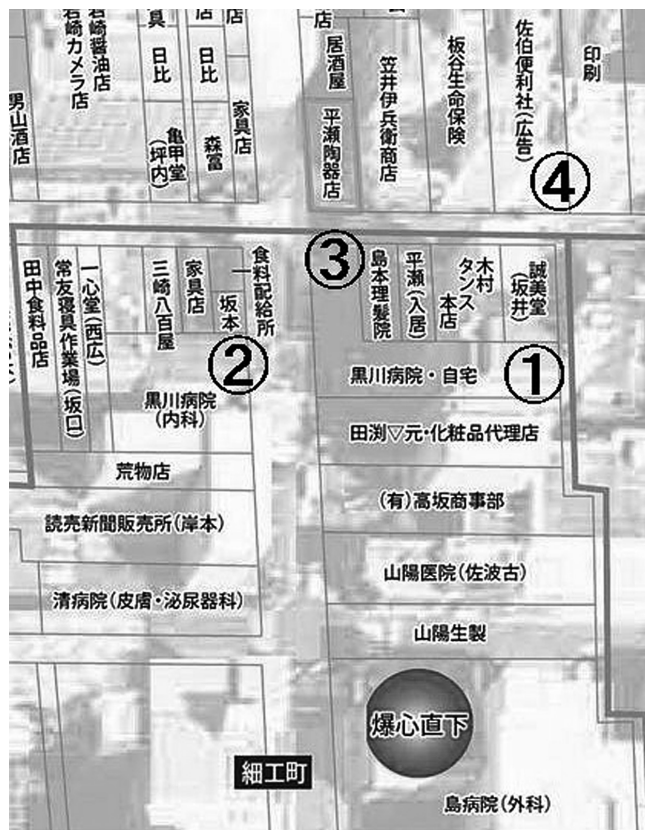 岩崎カメラ店
岩崎醤油店
男山酒店
具
日比
亀甲堂
(坪内)
店
日比
森冨
店
家具店
店
居酒屋
平瀬陶器店
笠井伊兵衛商店
板谷生命保険
佐伯便利社(広告)
印刷
④
③
田中食料品店
常友寝具作業場(坂口)
一心堂(西広)
三崎八百屋
家具店
坂本
食料配給所
②
黒川病院
(内科)
荒物店
読売新聞販売所(岸本)
清病院(皮膚・泌尿器科)
島本理髪院
平瀬(入居)
木村
タンス
本店
誠美堂
(坂井)
①
黒川病院・自宅
田渕▽元・化粧品代理店
(有)高坂商事部
山陽医院(佐波古)
山陽生製
爆心直下
細工町
島病院(外科)